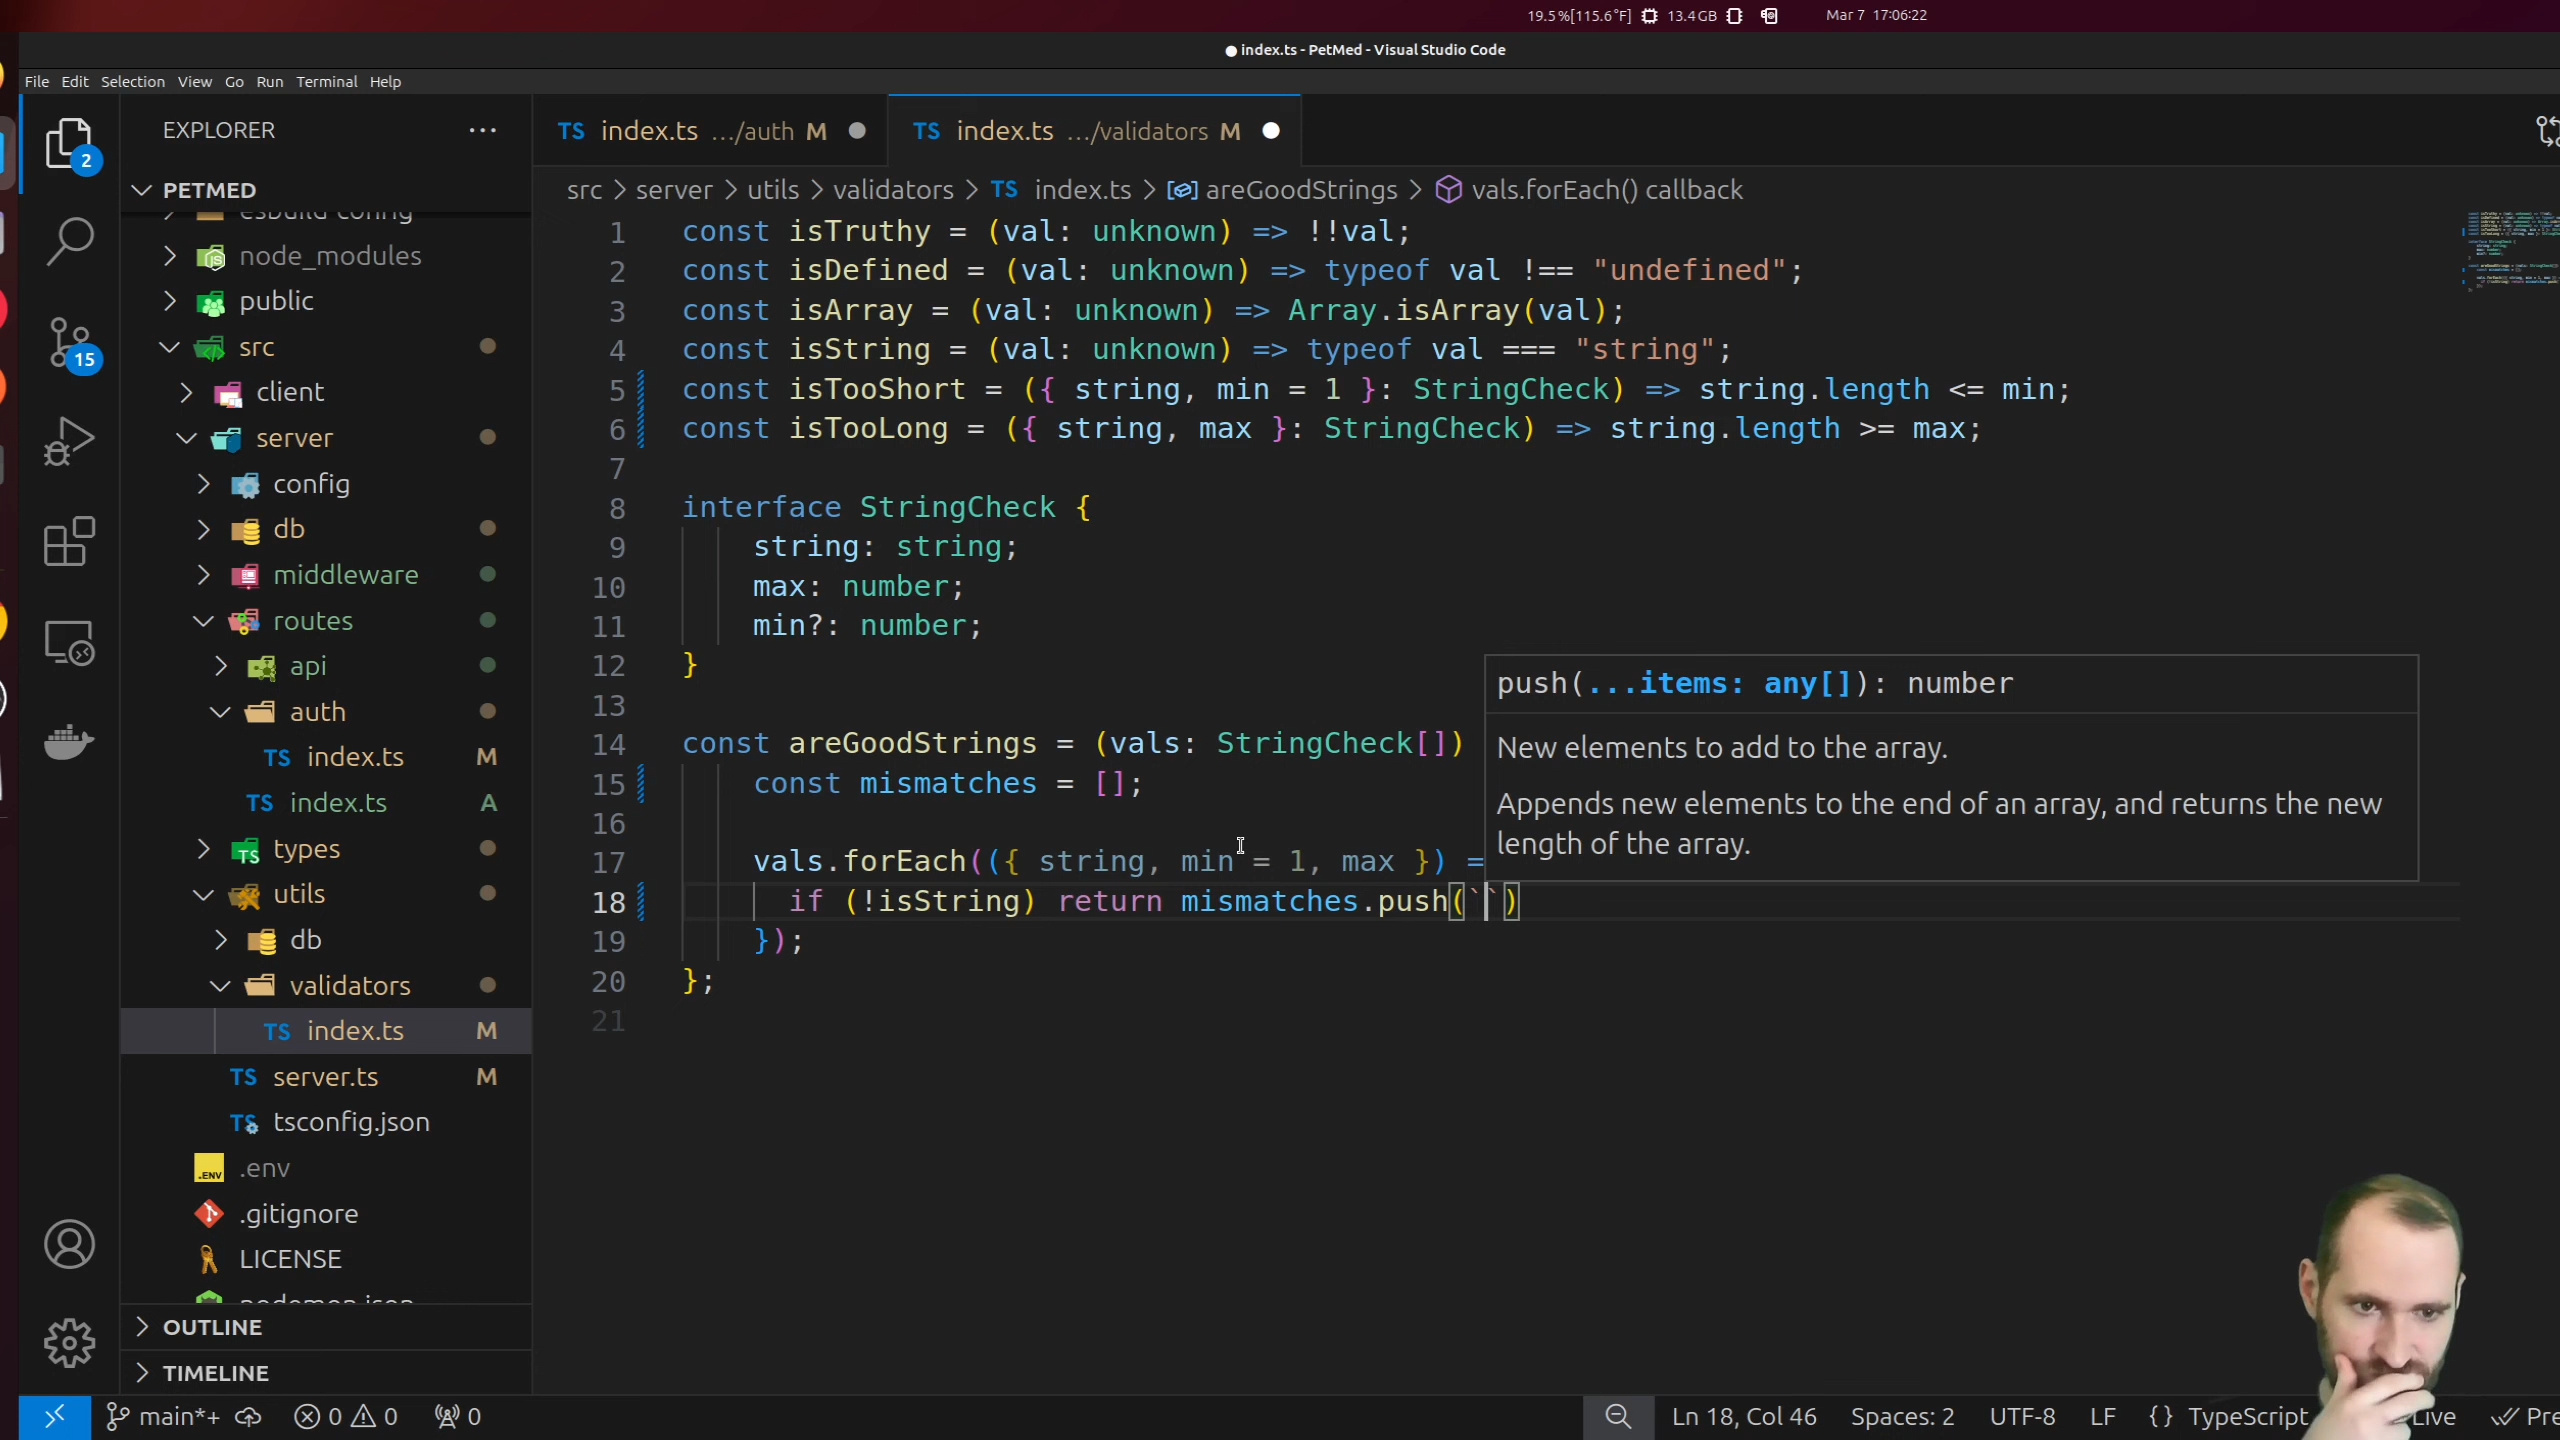 19.5%[115.6°F] 13.4GB Mar 7 17:06:22
● index.ts - PetMed - Visual Studio Code
File Edit Selection View Go Run Terminal Help
EXPLORER ...
TS index.ts .../auth M
TS index.ts .../validators M
2
PETMED
src > server > utils > validators > TS index.ts > areGoodStrings > vals.forEach() callback
node_modules
public
src
15
client
server
config
db
middleware
routes
api
auth
TS index.ts M
TS index.ts A
types
utils
db
validators
TS index.ts M
TS server.ts M
TS tsconfig.json
.ENV .env
.gitignore
LICENSE
OUTLINE
TIMELINE
1 const isTruthy = (val: unknown) => !!val;
2 const isDefined = (val: unknown) => typeof val !== "undefined";
3 const isArray = (val: unknown) => Array.isArray(val);
4 const isString = (val: unknown) => typeof val === "string";
5 const isTooShort = ({ string, min = 1 }: StringCheck) => string.length <= min;
6 const isTooLong = ({ string, max }: StringCheck) => string.length >= max;
7
8 interface StringCheck {
9 string: string;
10 max: number;
11 min?: number;
12 }
13
14 const areGoodStrings = (vals: StringCheck[])
15 const mismatches = [];
16
17 vals.forEach(({ string, min = 1, max }) =
18 if (!isString) return mismatches.push(``)
19 });
20 };
21
push(...items: any[]): number
New elements to add to the array.
Appends new elements to the end of an array, and returns the new
length of the array.
main*+ 0 0 0 Ln 18, Col 46 Spaces: 2 UTF-8 LF {} TypeScript Live